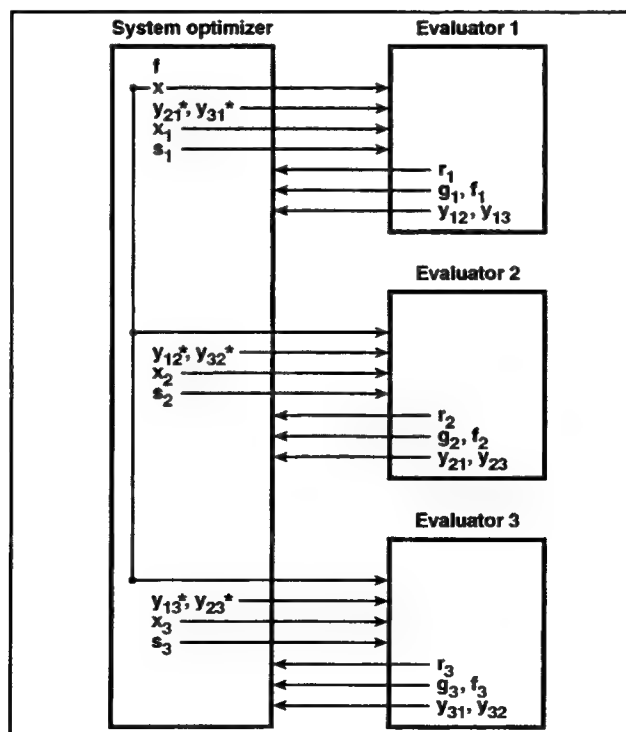 System optimizer
Evaluator 1
f
x
y21*, y31*
x1
s1
r1
g1, f1
y12, y13
Evaluator 2
y12*, y32*
x2
s2
r2
g2, f2
y21, y23
Evaluator 3
y13*, y23*
x3
s3
r3
g3, f3
y31, y32